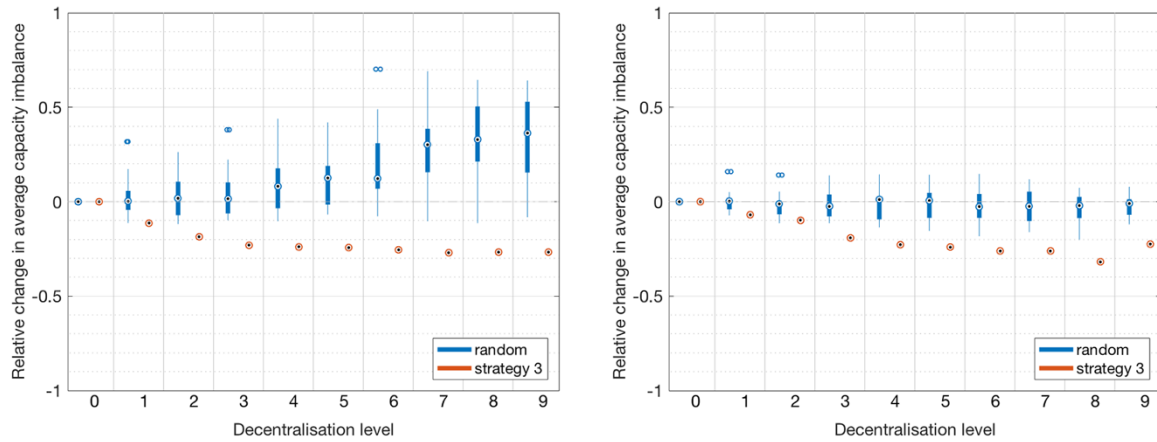 Relative change in average capacity imbalance
1
0.5
0
-0.5
-1
0 1 2 3 4 5 6 7 8 9
Decentralisation level
random
strategy 3
Relative change in average capacity imbalance
1
0.5
0
-0.5
-1
0 1 2 3 4 5 6 7 8 9
Decentralisation level
random
strategy 3